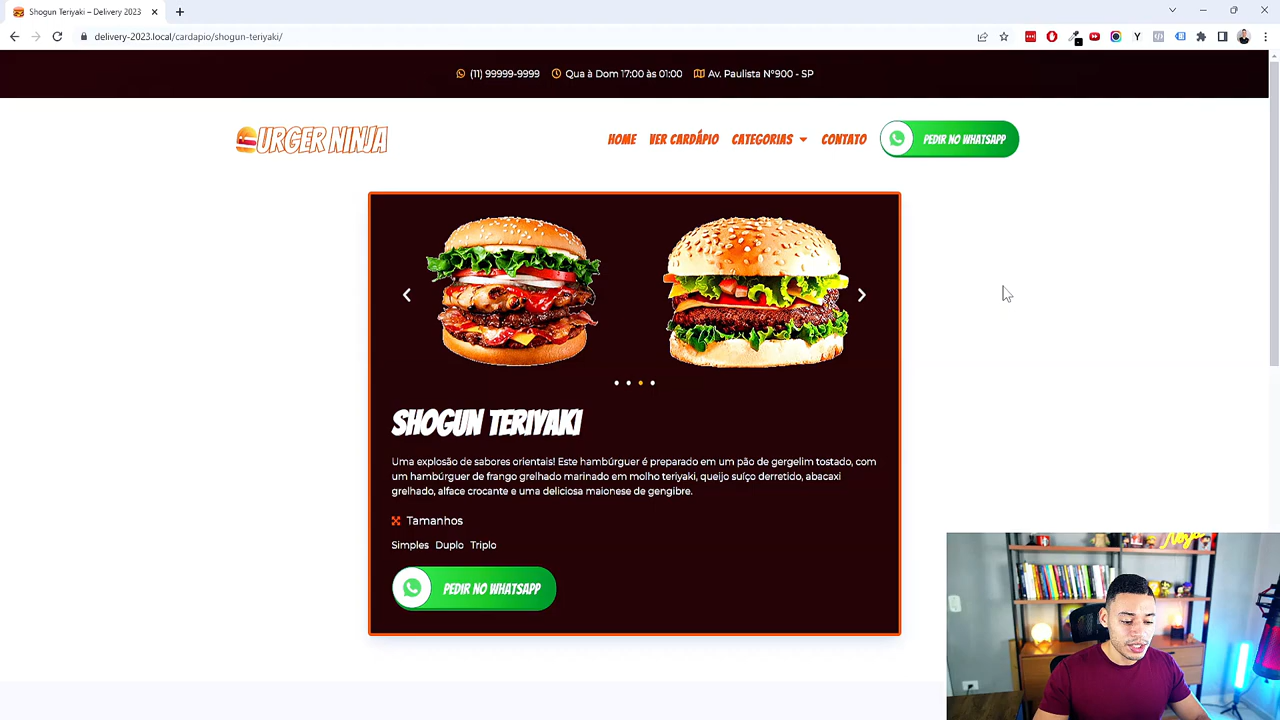 Shogun Teriyaki – Delivery 2023
delivery-2023.local/cardapio/shogun-teriyaki/
(11) 99999-9999 Qua à Dom 17:00 às 01:00 Av. Paulista N°900 - SP
URGER NINJA
HOME VER CARDÁPIO CATEGORIAS CONTATO PEDIR NO WHATSAPP
SHOGUN TERIYAKI
Uma explosão de sabores orientais! Este hambúrguer é preparado em um pão de gergelim tostado, com
um hambúrguer de frango grelhado marinado em molho teriyaki, queijo suíço derretido, abacaxi
grelhado, alface crocante e uma deliciosa maionese de gengibre.
Tamanhos
Simples Duplo Triplo
PEDIR NO WHATSAPP